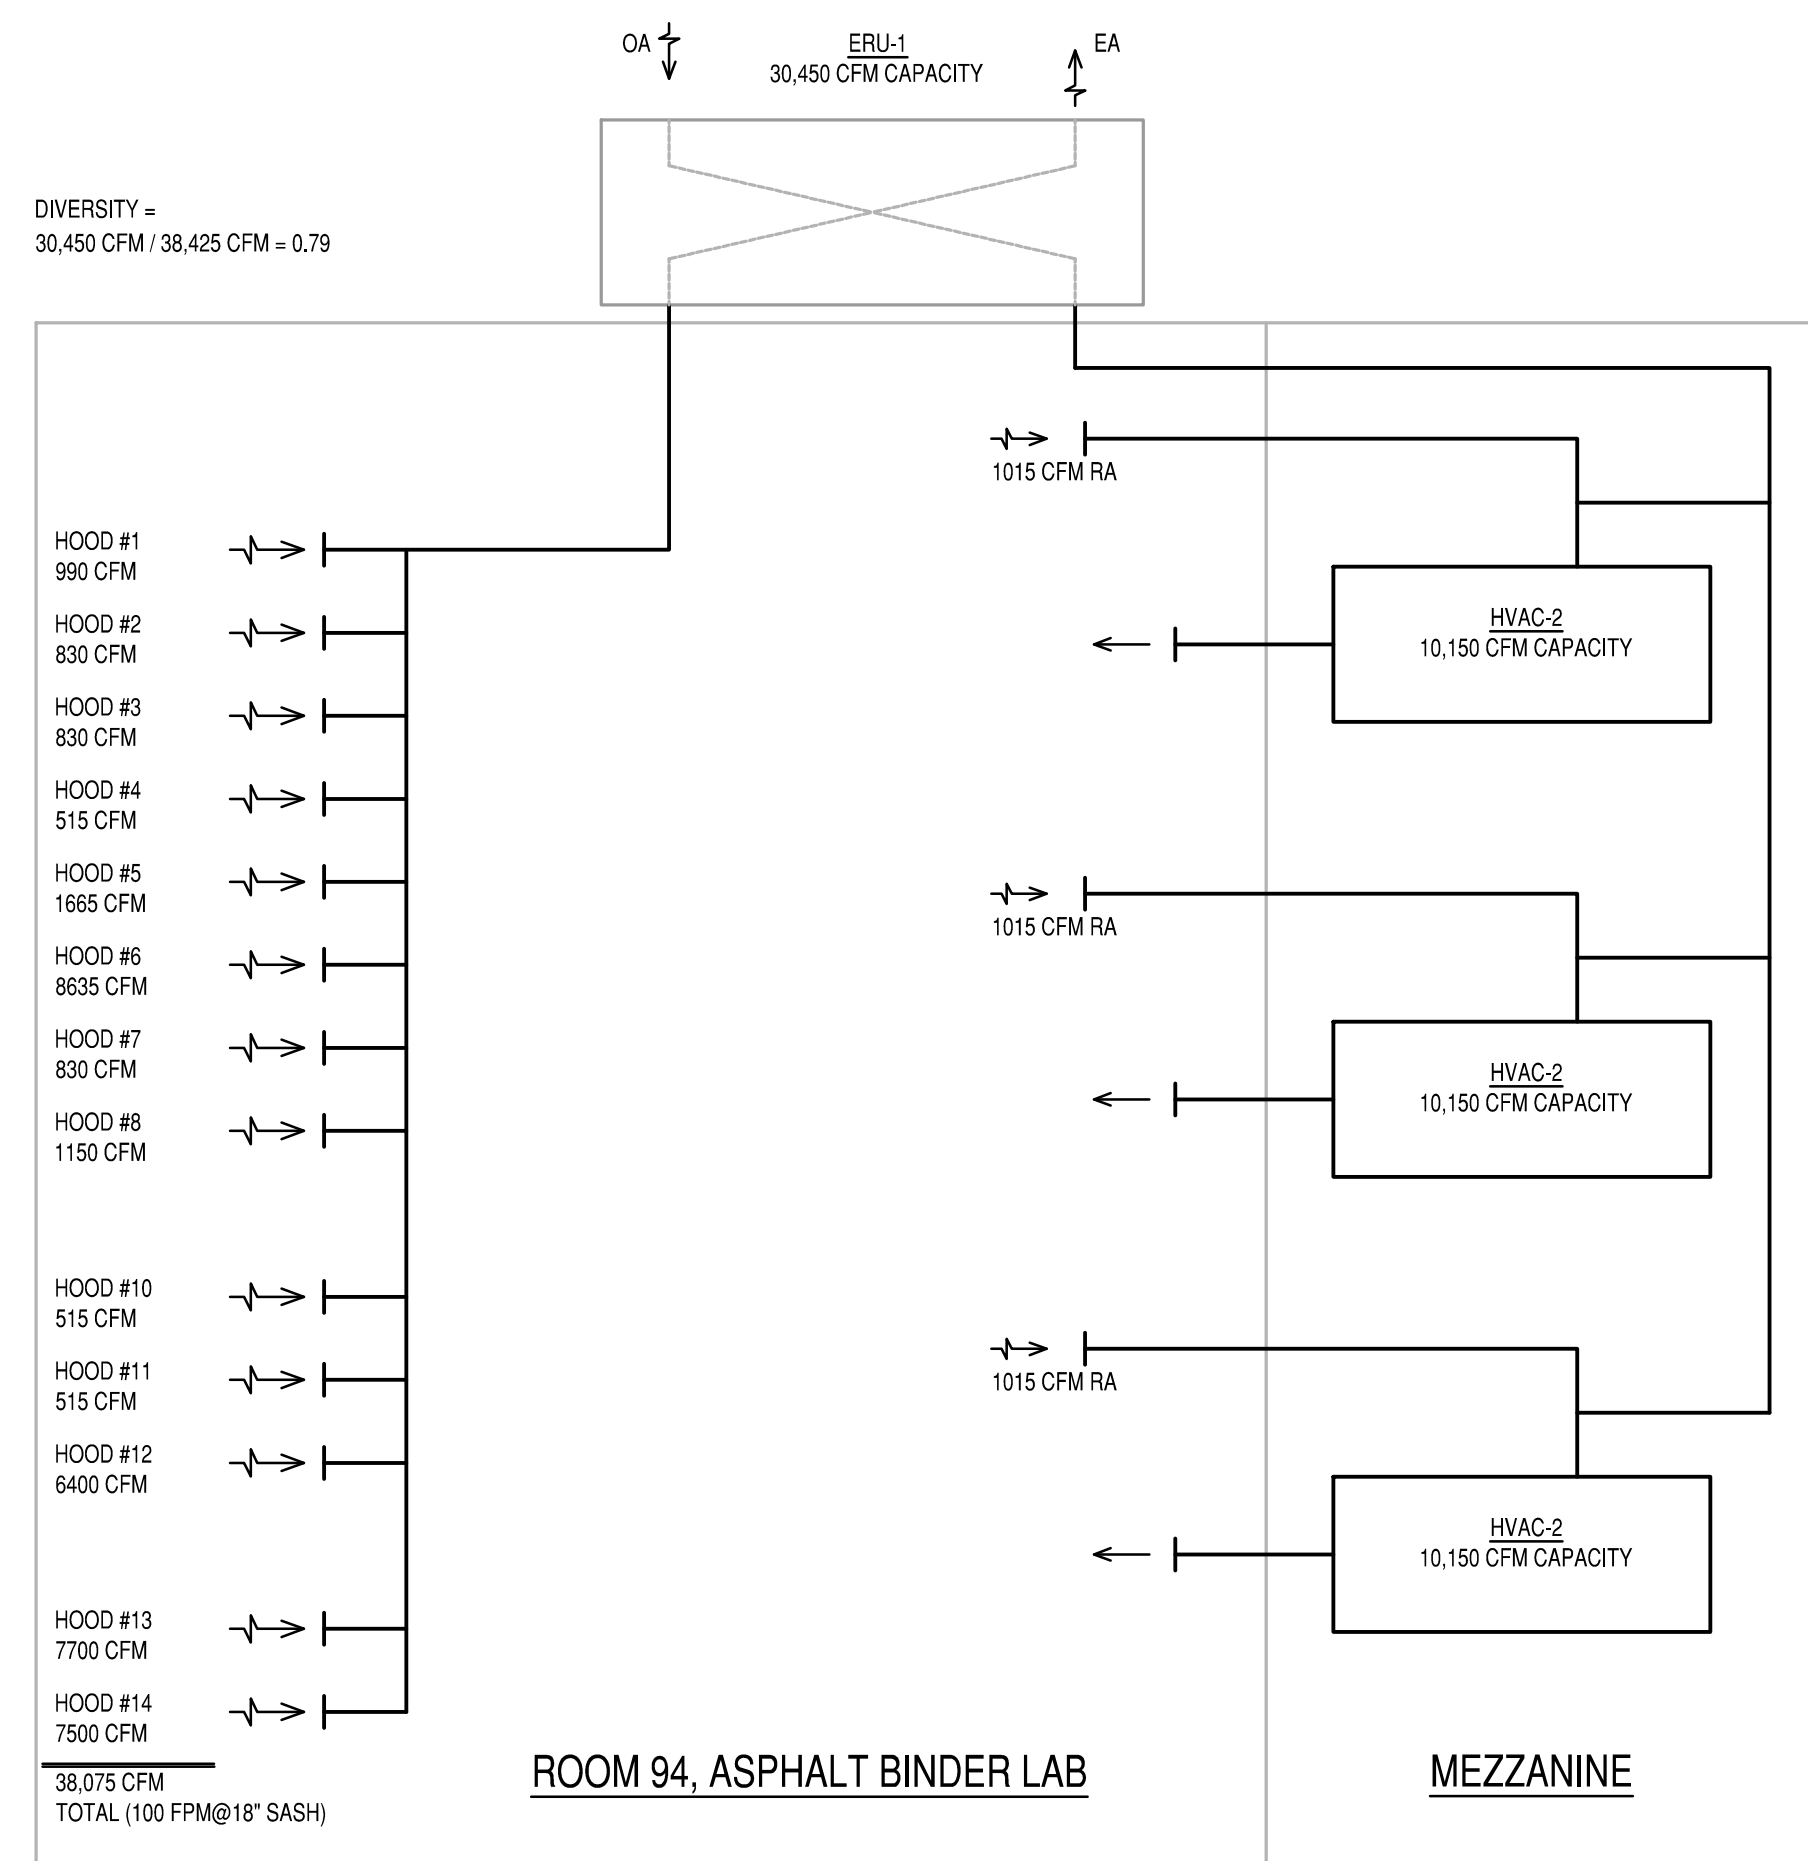 OA
ERU-1
30,450 CFM CAPACITY
EA
DIVERSITY =
30,450 CFM / 38,425 CFM = 0.79
1015 CFM RA
HOOD #1
990 CFM
HOOD #2
830 CFM
HVAC-2
10,150 CFM CAPACITY
HOOD #3
830 CFM
HOOD #4
515 CFM
HOOD #5
1665 CFM
1015 CFM RA
HOOD #6
8635 CFM
HOOD #7
830 CFM
HVAC-2
10,150 CFM CAPACITY
HOOD #8
1150 CFM
HOOD #10
515 CFM
HOOD #11
515 CFM
1015 CFM RA
HOOD #12
6400 CFM
HVAC-2
10,150 CFM CAPACITY
HOOD #13
7700 CFM
HOOD #14
7500 CFM
38,075 CFM
TOTAL (100 FPM@18" SASH)
ROOM 94, ASPHALT BINDER LAB
MEZZANINE